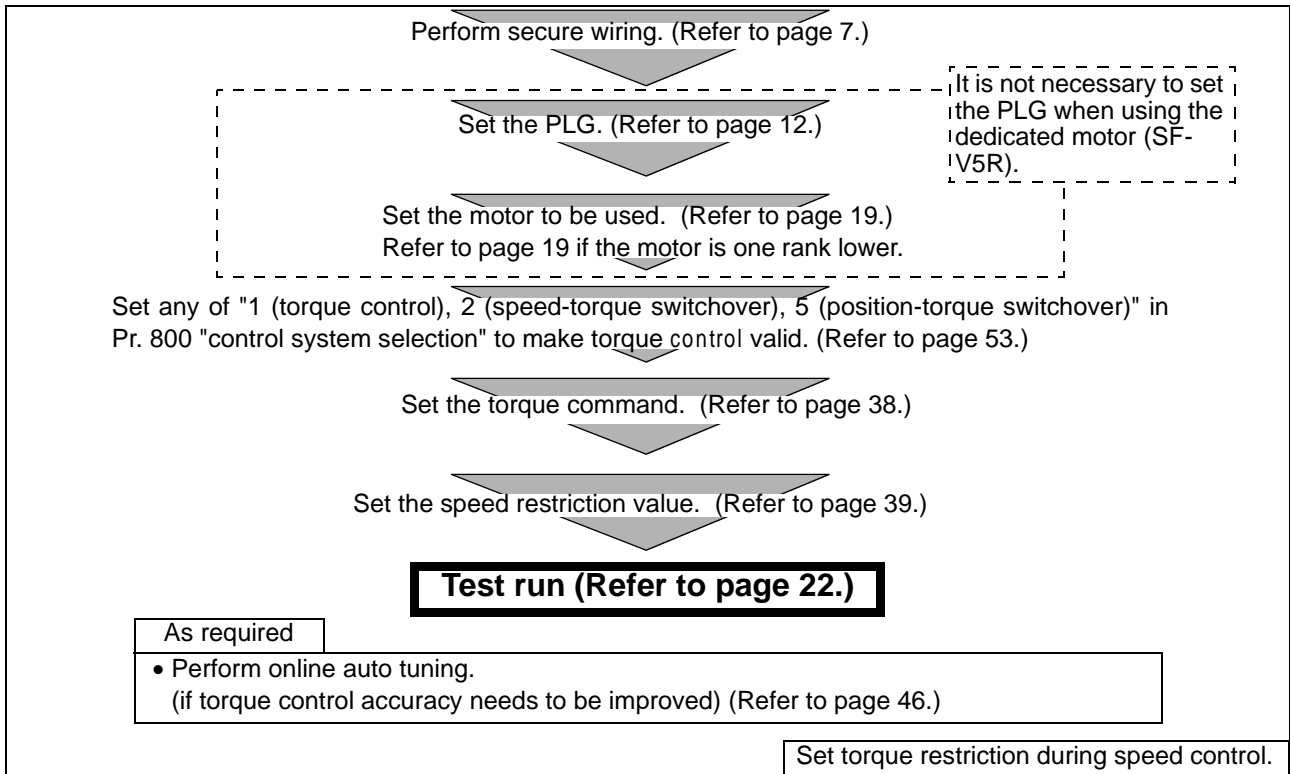 Perform secure wiring. (Refer to page 7.)
It is not necessary to set
the PLG when using the
dedicated motor (SF-
V5R).
Set the PLG. (Refer to page 12.)
Set the motor to be used. (Refer to page 19.)
Refer to page 19 if the motor is one rank lower.
Set any of "1 (torque control), 2 (speed-torque switchover), 5 (position-torque switchover)" in
Pr. 800 "control system selection" to make torque control valid. (Refer to page 53.)
Set the torque command. (Refer to page 38.)
Set the speed restriction value. (Refer to page 39.)
Test run (Refer to page 22.)
As required
• Perform online auto tuning.
(if torque control accuracy needs to be improved) (Refer to page 46.)
Set torque restriction during speed control.